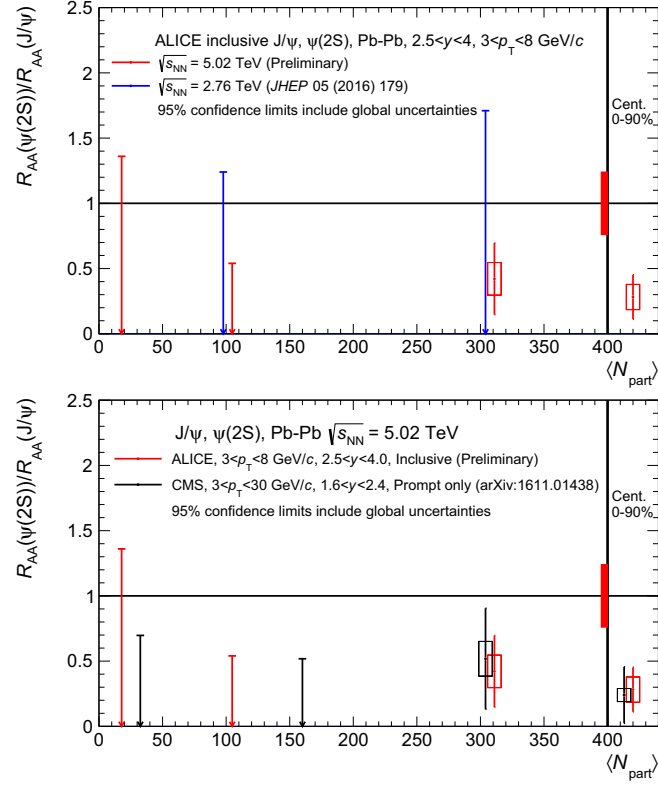 2.5
ALICE inclusive J/ψ, ψ(2S), Pb-Pb, 2.5<y<4, 3<p_T<8 GeV/c
√s_NN = 5.02 TeV (Preliminary)
√s_NN = 2.76 TeV (JHEP 05 (2016) 179)
95% confidence limits include global uncertainties
Cent.
0-90%
R_AA(ψ(2S))/R_AA(J/ψ)
2
1.5
1
0.5
0
0 50 100 150 200 250 300 350 400
⟨N_part⟩
2.5
J/ψ, ψ(2S), Pb-Pb √s_NN = 5.02 TeV
ALICE, 3<p_T<8 GeV/c, 2.5<y<4.0, Inclusive (Preliminary)
CMS, 3<p_T<30 GeV/c, 1.6<y<2.4, Prompt only (arXiv:1611.01438)
95% confidence limits include global uncertainties
Cent.
0-90%
R_AA(ψ(2S))/R_AA(J/ψ)
2
1.5
1
0.5
0
0 50 100 150 200 250 300 350 400
⟨N_part⟩